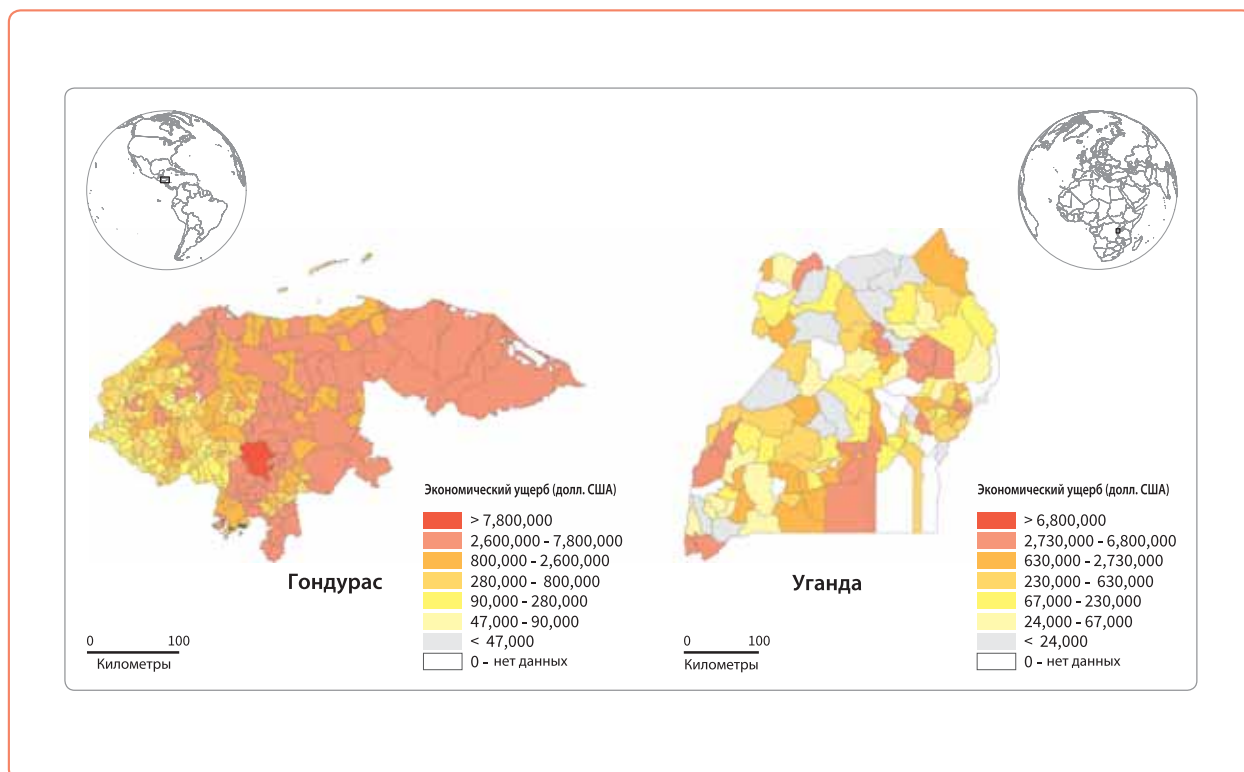 Экономический ущерб (долл. США)
> 7,800,000
2,600,000 - 7,800,000
800,000 - 2,600,000
280,000 - 800,000
90,000 - 280,000
47,000 - 90,000
< 47,000
0 - нет данных
Гондурас
0 100
Километры
Экономический ущерб (долл. США)
> 6,800,000
2,730,000 - 6,800,000
630,000 - 2,730,000
230,000 - 630,000
67,000 - 230,000
24,000 - 67,000
< 24,000
0 - нет данных
Уганда
0 100
Километры